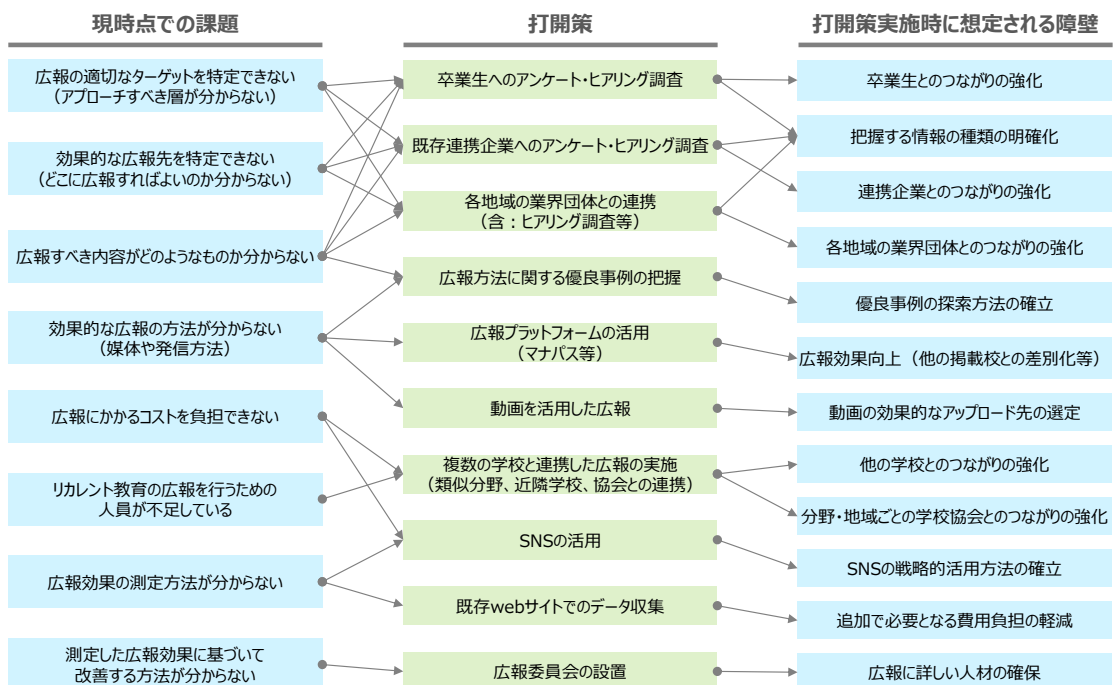 現時点での課題
打開策
打開策実施時に想定される障壁
広報の適切なターゲットを特定できない
（アプローチすべき層が分からない）
効果的な広報先を特定できない
（どこに広報すればよいのか分からない）
広報すべき内容がどのようなものか分からない
効果的な広報の方法が分からない
（媒体や発信方法）
広報にかかるコストを負担できない
リカレント教育の広報を行うための
人員が不足している
広報効果の測定方法が分からない
測定した広報効果に基づいて
改善する方法が分からない
卒業生へのアンケート・ヒアリング調査
既存連携企業へのアンケート・ヒアリング調査
各地域の業界団体との連携
（含：ヒアリング調査等）
広報方法に関する優良事例の把握
広報プラットフォームの活用
（マナパス等）
動画を活用した広報
複数の学校と連携した広報の実施
（類似分野、近隣学校、協会との連携）
SNSの活用
既存webサイトでのデータ収集
広報委員会の設置
卒業生とのつながりの強化
把握する情報の種類の明確化
連携企業とのつながりの強化
各地域の業界団体とのつながりの強化
優良事例の探索方法の確立
広報効果向上（他の掲載校との差別化等）
動画の効果的なアップロード先の選定
他の学校とのつながりの強化
分野・地域ごとの学校協会とのつながりの強化
SNSの戦略的活用方法の確立
追加で必要となる費用負担の軽減
広報に詳しい人材の確保